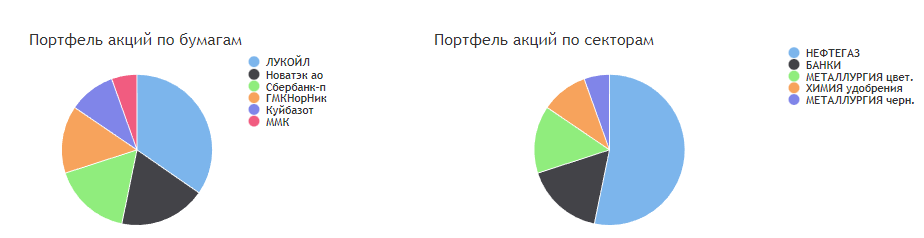 Портфель акций по бумагам
ЛУКОЙЛ
Новатэк ао
Сбербанк-п
ГМКНорНик
Куйбазот
ММК
Портфель акций по секторам
НЕФТЕГАЗ
БАНКИ
МЕТАЛЛУРГИЯ цвет.
ХИМИЯ удобрения
МЕТАЛЛУРГИЯ черн.